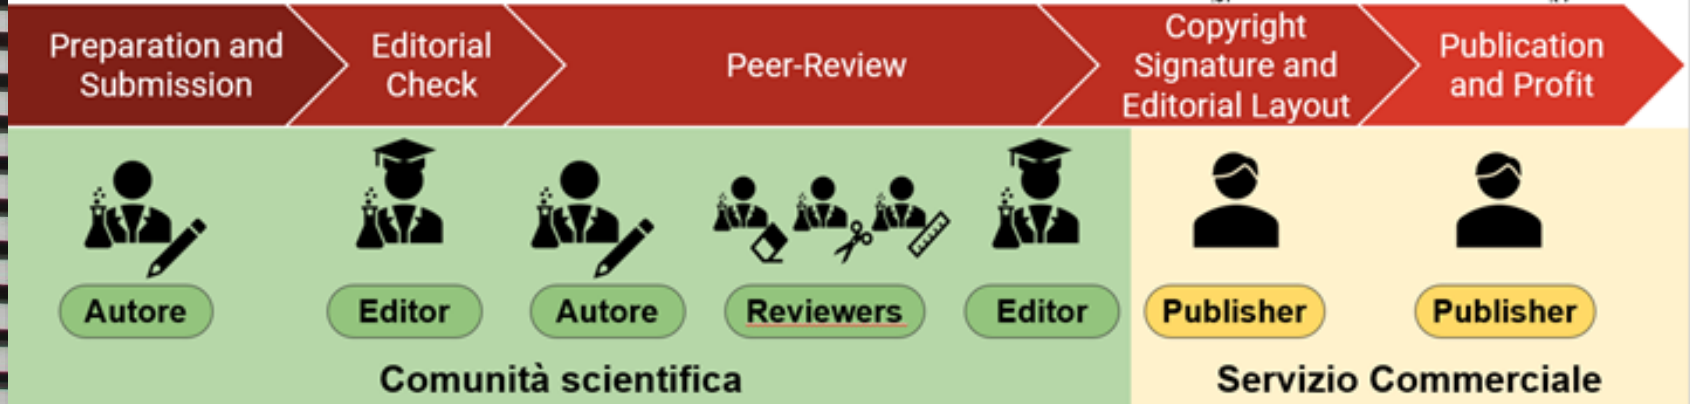 Preparation and
Submission
Editorial
Check
Peer-Review
Copyright
Signature and
Editorial Layout
Publication
and Profit
Autore
Editor
Autore
Reviewers
Editor
Publisher
Publisher
Comunità scientifica
Servizio Commerciale